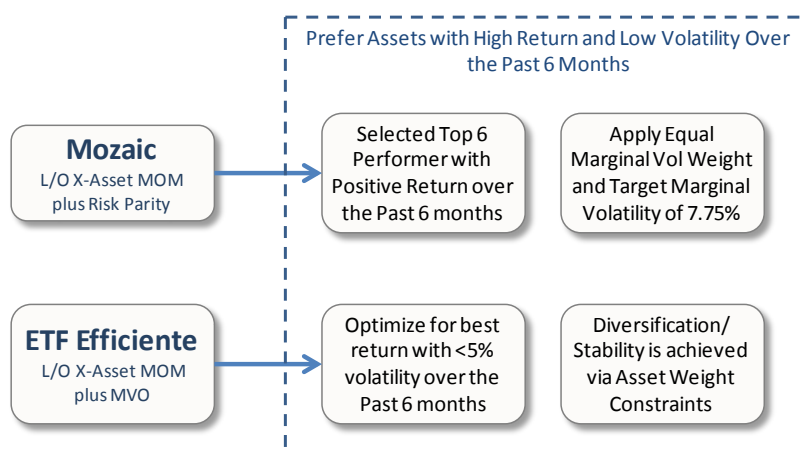 Prefer Assets with High Return and Low Volatility Over
the Past 6 Months
Mozaic
L/O X-Asset MOM
plus Risk Parity
Selected Top 6
Performer with
Positive Return over
the Past 6 months
Apply Equal
Marginal Vol Weight
and Target Marginal
Volatility of 7.75%
ETF Efficiente
L/O X-Asset MOM
plus MVO
Optimize for best
return with <5%
volatility over the
Past 6 months
Diversification/
Stability is achieved
via Asset Weight
Constraints